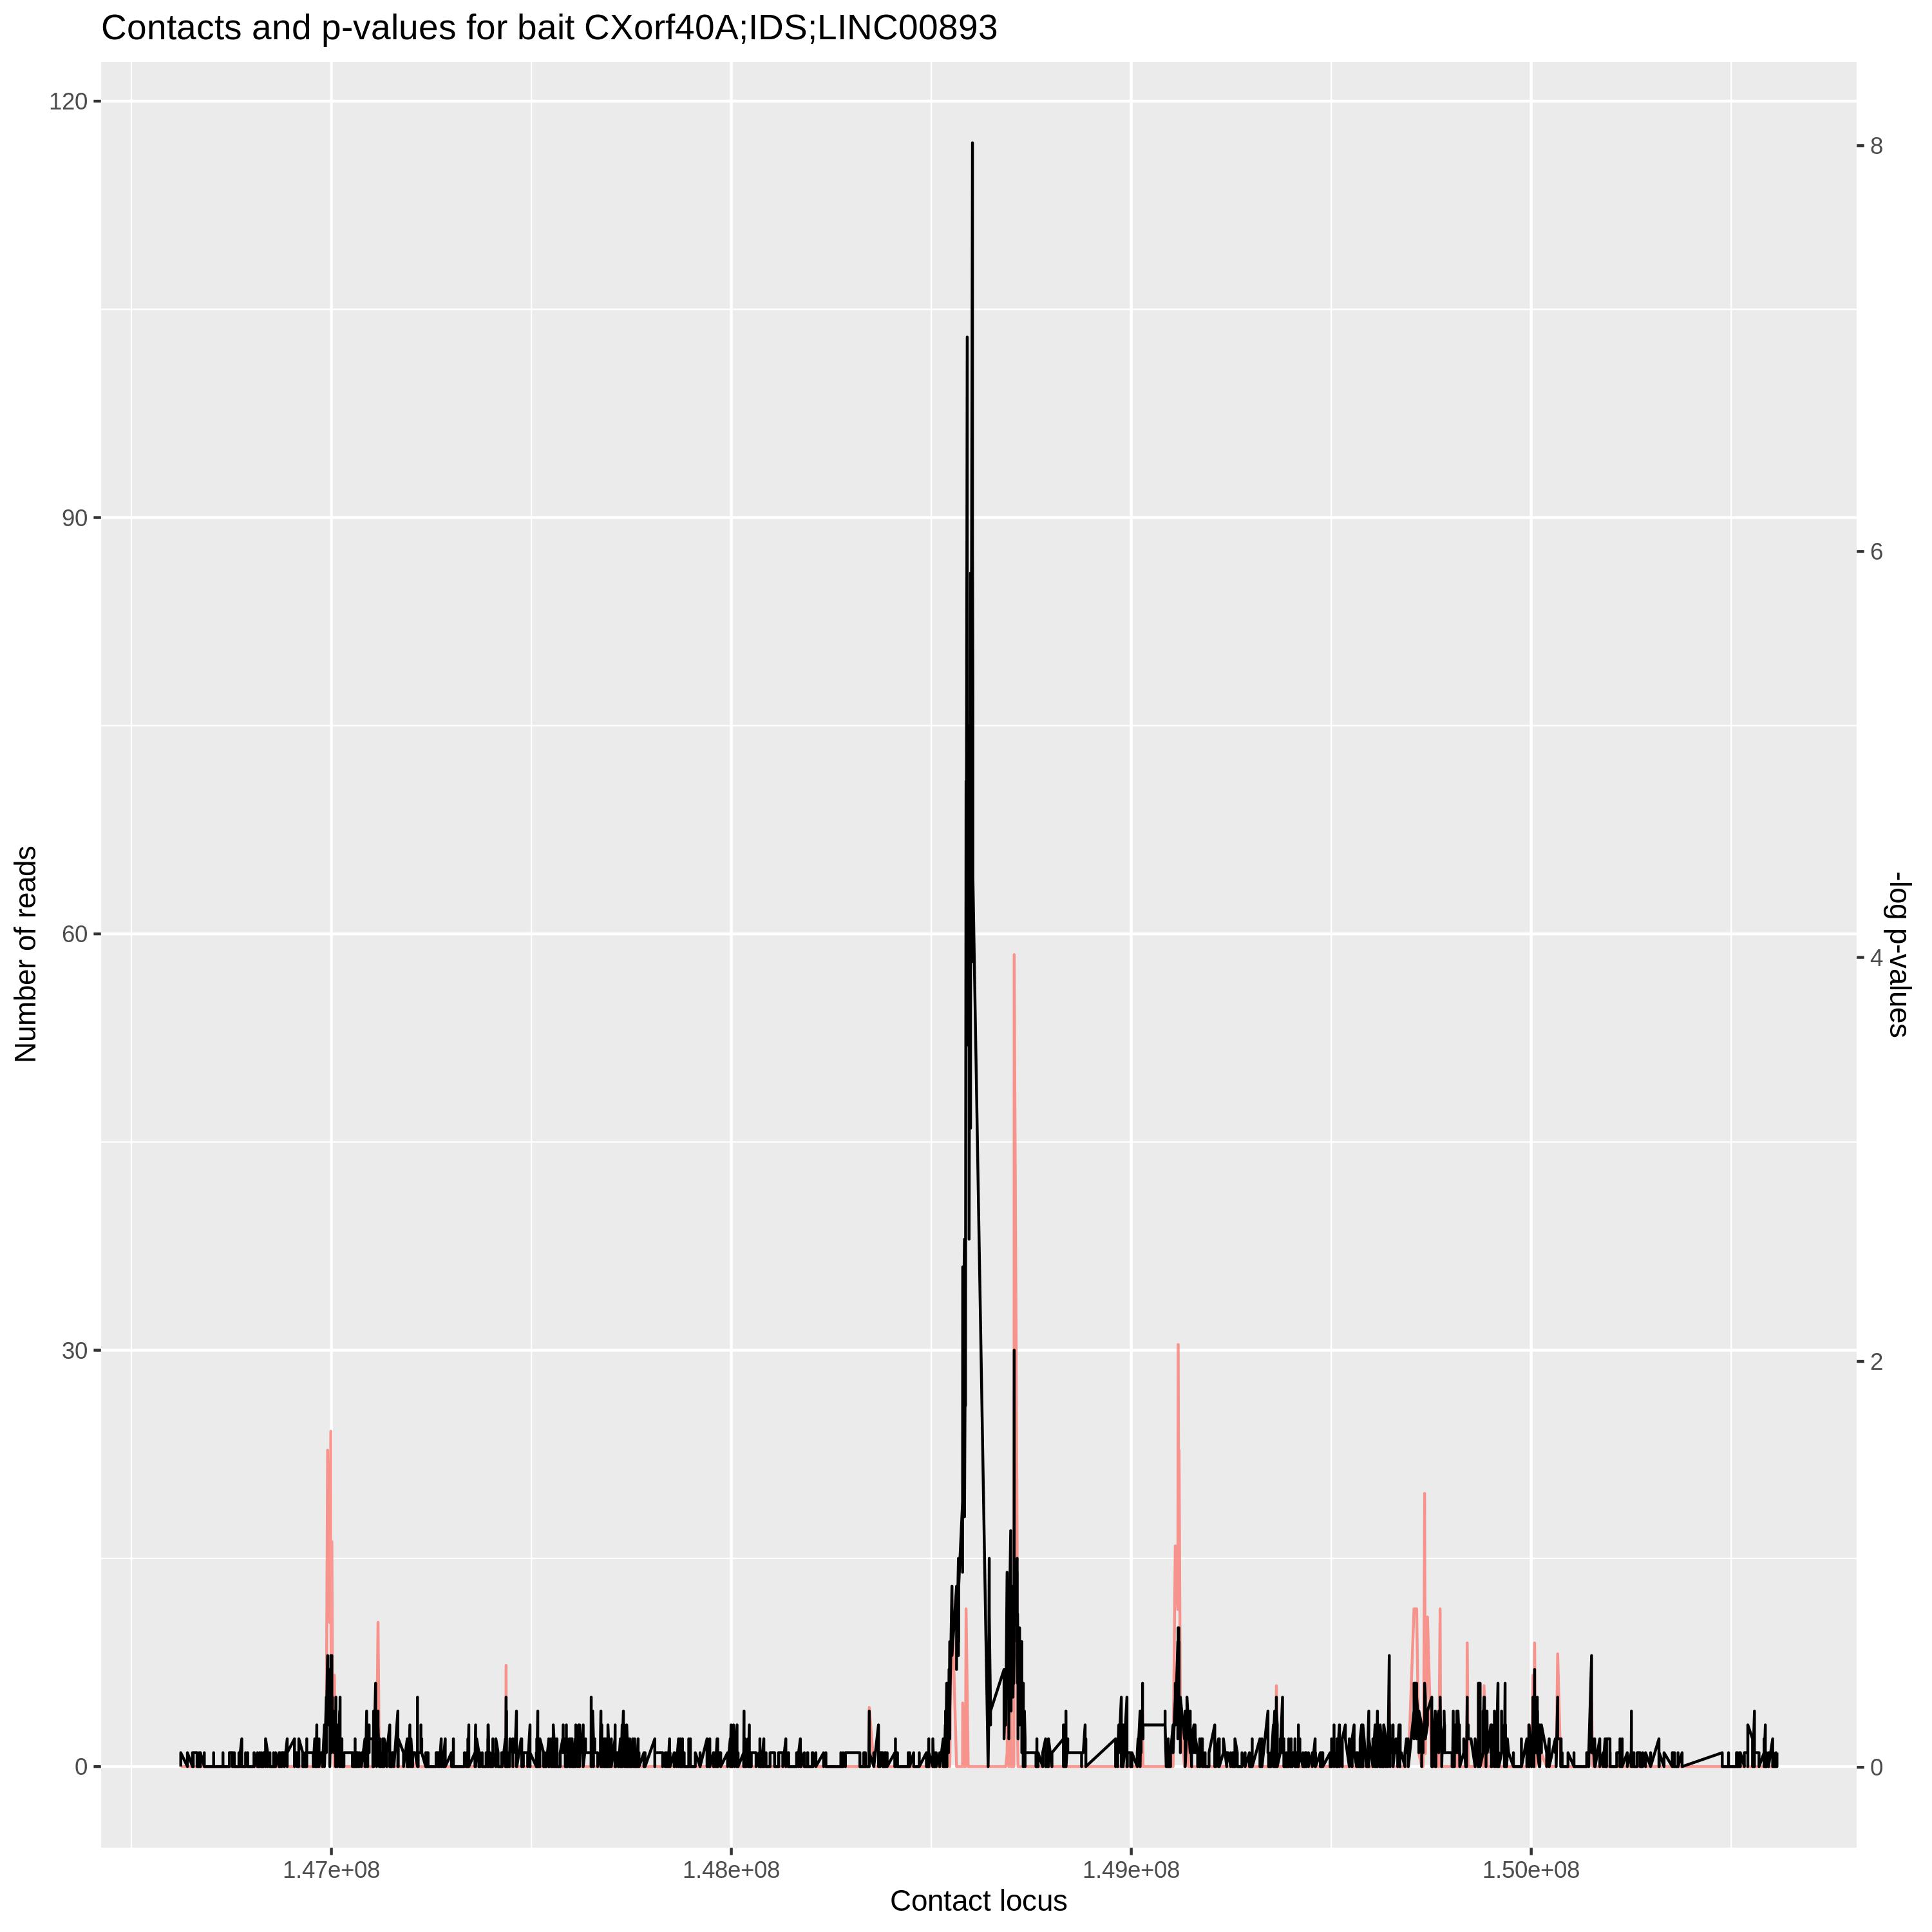 Contacts and p-values for bait CXorf40A;IDS;LINC00893
120
90
60
30
0
Number of reads
8
6
4
2
0
-log p-values
1.47e+08
1.48e+08
1.49e+08
1.50e+08
Contact locus